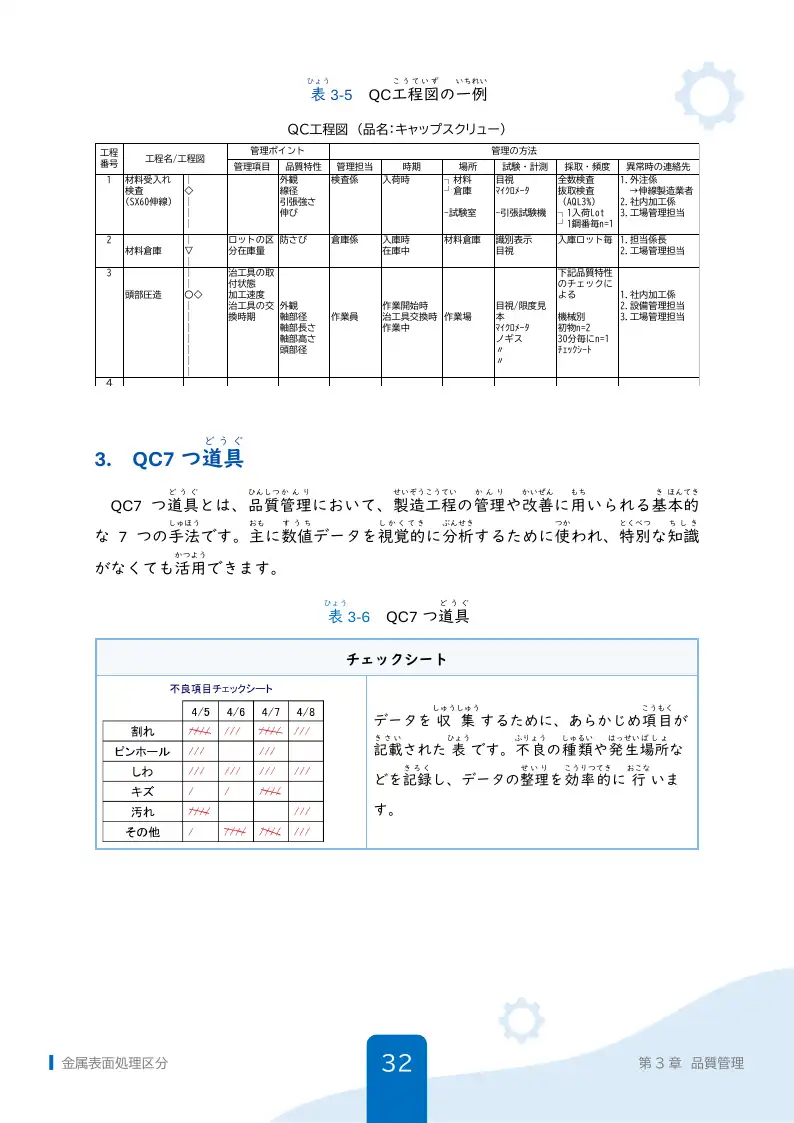 表 3-5 QC工程図の一例
QC工程図（品名：キャップスクリュー）
工程番号 工程名/工程図 管理ポイント 管理の方法
管理項目 品質特性 管理担当 時期 場所 試験・計測 採取・頻度 異常時の連絡先
1 材料受入れ ｜ 外観 検査係 入荷時 ┐材料 目視 全数検査 1.外注係
検査 ◇ 線径 ┘倉庫 ﾏｲｸﾛﾒｰﾀ 抜取検査 →伸線製造業者
（SX60伸線） ｜ 引張強さ （AQL3%） 2.社内加工係
｜ 伸び -試験室 -引張試験機 ┐1入荷Lot 3.工場管理担当
｜ ┘1鋼番毎n=1
2 ｜ ロットの区 防さび 倉庫係 入庫時 材料倉庫 識別表示 入庫ロット毎 1.担当係長
材料倉庫 ▽ 分在庫量 在庫中 目視 2.工場管理担当
｜
3 ｜ 治工具の取 下記品質特性
｜ 付状態 のチェックに
頭部圧造 ○◇ 加工速度 よる 1.社内加工係
｜ 治工具の交 外観 作業開始時 目視/限度見 2.設備管理担当
｜ 換時期 軸部径 作業員 治工具交換時 作業場 本 機械別 3.工場管理担当
｜ 軸部長さ 作業中 ﾏｲｸﾛﾒｰﾀ 初物n=2
｜ 軸部高さ ノギス 30分毎にn=1
｜ 頭部径 〃 ﾁｪｯｸｼｰﾄ
｜ 〃
｜
4
3. QC7 つ道具
QC7 つ道具とは、品質管理において、製造工程の管理や改善に用いられる基本的
な 7 つの手法です。主に数値データを視覚的に分析するために使われ、特別な知識
がなくても活用できます。
表 3-6 QC7 つ道具
チェックシート
不良項目チェックシート
4/5 4/6 4/7 4/8
割れ //// /// //// ///
ピンホール /// ///
しわ /// /// /// ///
キズ / / ////
汚れ //// ///
その他 / //// //// ///
データを収集するために、あらかじめ項目が
記載された表です。不良の種類や発生場所な
どを記録し、データの整理を効率的に行いま
す。
金属表面処理区分
32
第 3 章 品質管理